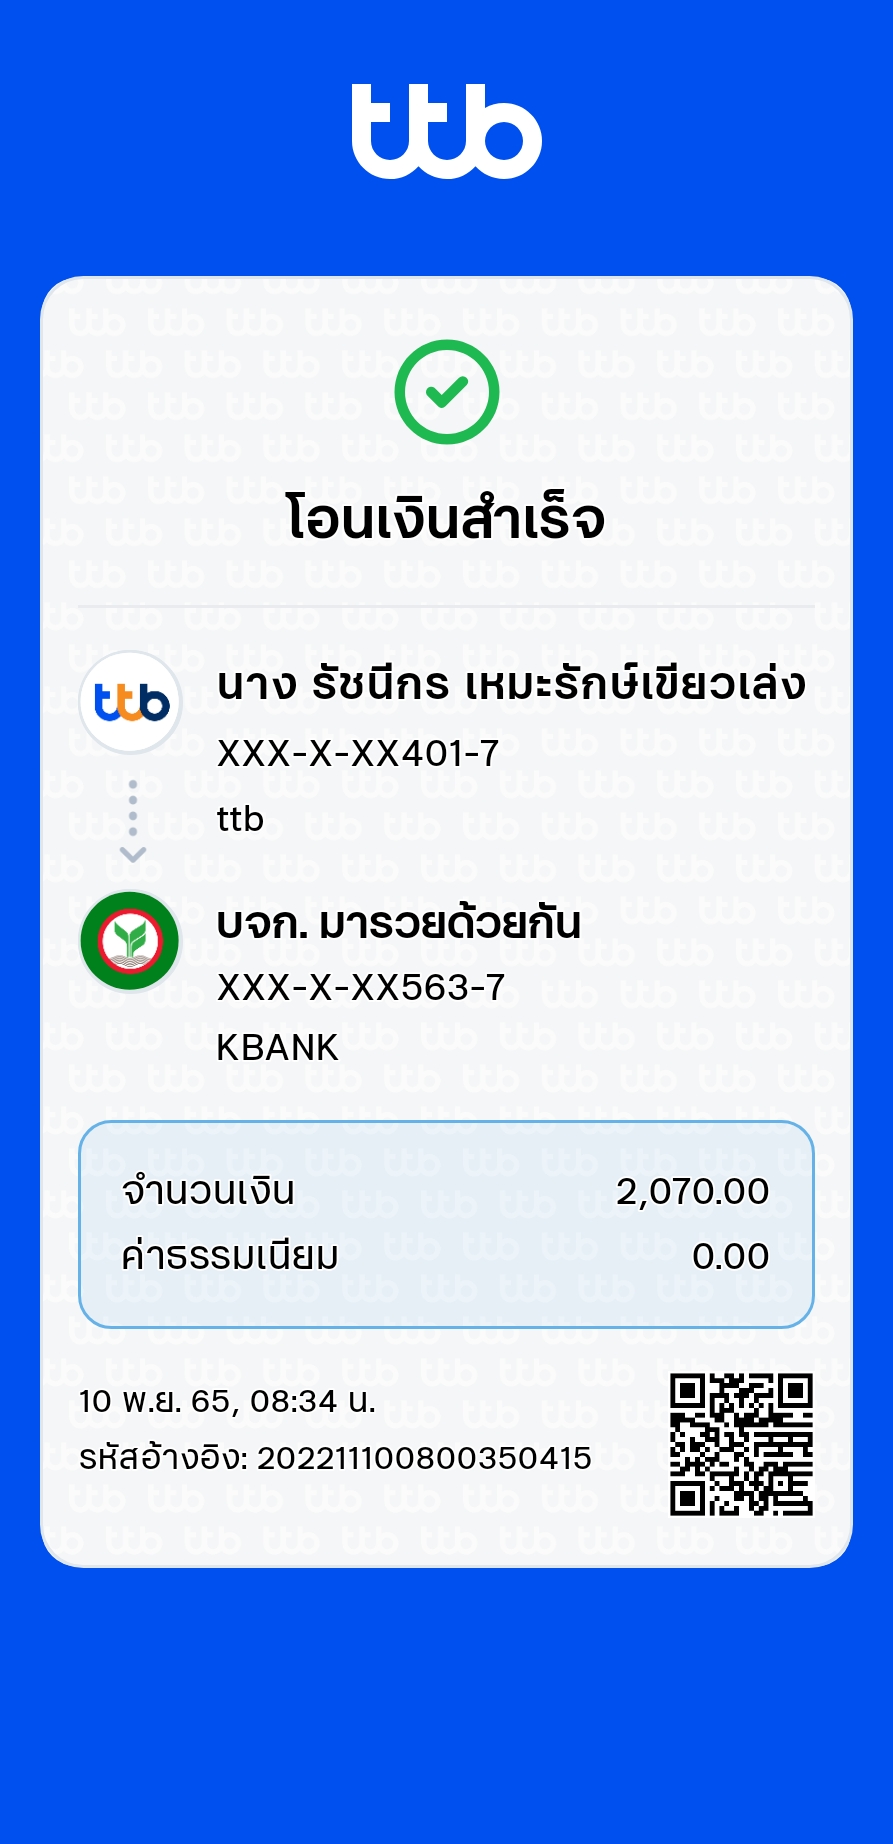 ttb
โอนเงินสำเร็จ
ttb
นาง รัชนีกร เหมะรักษ์เขียวเล่ง
XXX-X-XX401-7
ttb
บจก. มารวยด้วยกัน
XXX-X-XX563-7
KBANK
จำนวนเงิน 2,070.00
ค่าธรรมเนียม 0.00
10 พ.ย. 65, 08:34 น.
รหัสอ้างอิง: 202211100800350415